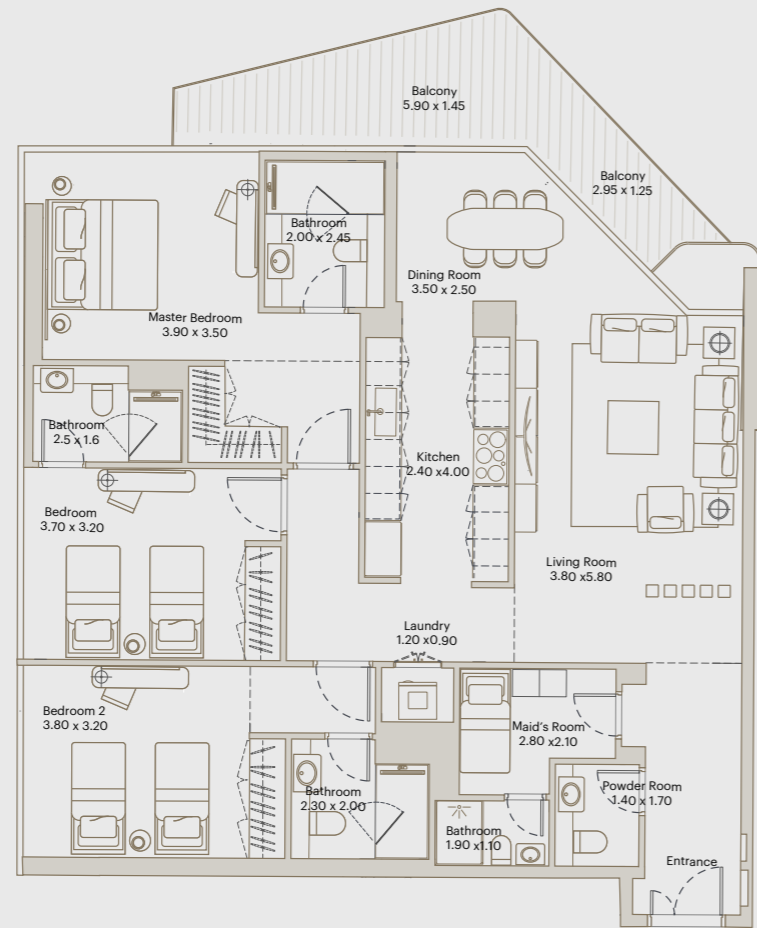 Balcony
5.90 x 1.45
Balcony
2.95 x 1.25
Bathroom
2.00 x 2.45
Dining Room
3.50 x 2.50
Master Bedroom
3.90 x 3.50
Bathroom
2.5 x 1.6
Kitchen
2.40 x4.00
Bedroom
3.70 x 3.20
Living Room
3.80 x5.80
Laundry
1.20 x0.90
Bedroom 2
3.80 x 3.20
Maid's Room
2.80 x2.10
Bathroom
2.30 x 2.00
Powder Room
1.40 x 1.70
Bathroom
1.90 x1.10
Entrance